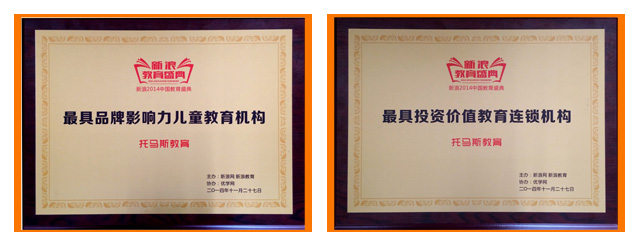 新浪
教育盛典
新浪2014中国教育盛典
最具品牌影响力儿童教育机构
托马斯教育
主办：新浪网 新浪教育
协办：优学网
二〇一四年十一月二十七日
新浪
教育盛典
新浪2014中国教育盛典
最具投资价值教育连锁机构
托马斯教育
主办：新浪网 新浪教育
协办：优学网
二〇一四年十一月二十七日